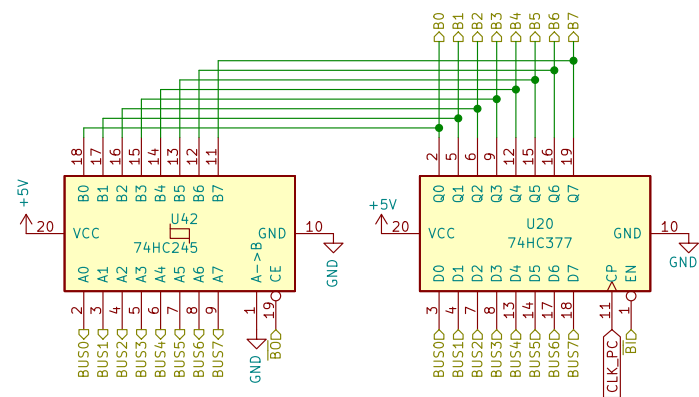 B0 B1 B2 B3 B4 B5 B6 B7
18 17 16 15 14 13 12 11
2 5 6 9 12 15 16 19
B0 B1 B2 B3 B4 B5 B6 B7
Q0 Q1 Q2 Q3 Q4 Q5 Q6 Q7
+5V
20
VCC
U42
74HC245
GND
10
GND
+5V
20
VCC
U20
74HC377
GND
10
GND
A0 A1 A2 A3 A4 A5 A6 A7 A->B CE
D0 D1 D2 D3 D4 D5 D6 D7 CP EN
2 3 4 5 6 7 8 9 1 19
3 4 7 8 13 14 17 18 11 1
BUS0 BUS1 BUS2 BUS3 BUS4 BUS5 BUS6 BUS7 GND BO
BUS0 BUS1 BUS2 BUS3 BUS4 BUS5 BUS6 BUS7 CLK_PC BI